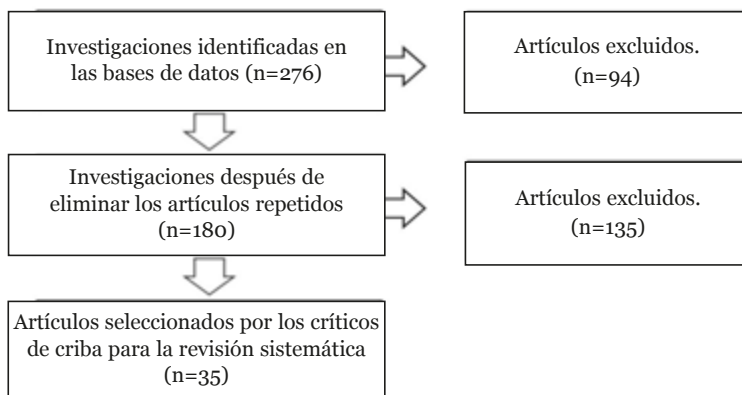 Investigaciones identificadas en
las bases de datos (n=276)
Artículos excluidos.
(n=94)
Investigaciones después de
eliminar los artículos repetidos
(n=180)
Artículos excluidos.
(n=135)
Artículos seleccionados por los críticos
de criba para la revisión sistemática
(n=35)